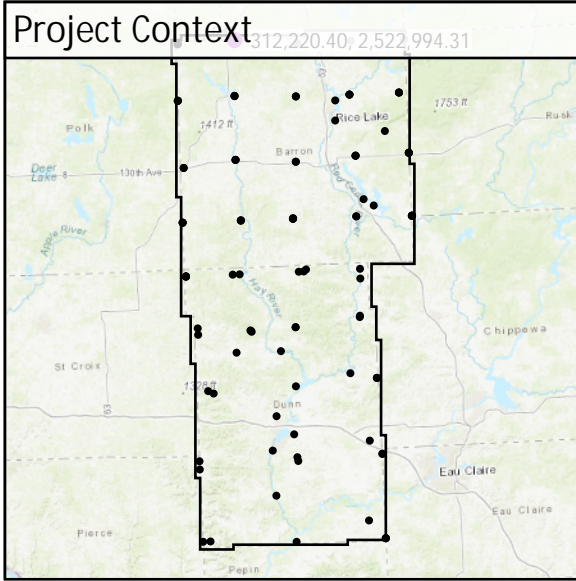 Project Context
312,220.40, 2,522,994.31
1753 ft
Polk
1412 ft
Rice Lake
Rusk
Barron
Deer
Lake 8
130th Ave
Red Cedar River
Apple River
Hay River
Chippewa
St Croix
1328 ft
63
Dunn
Eau Claire
Eau Claire
Pierce
Pepin